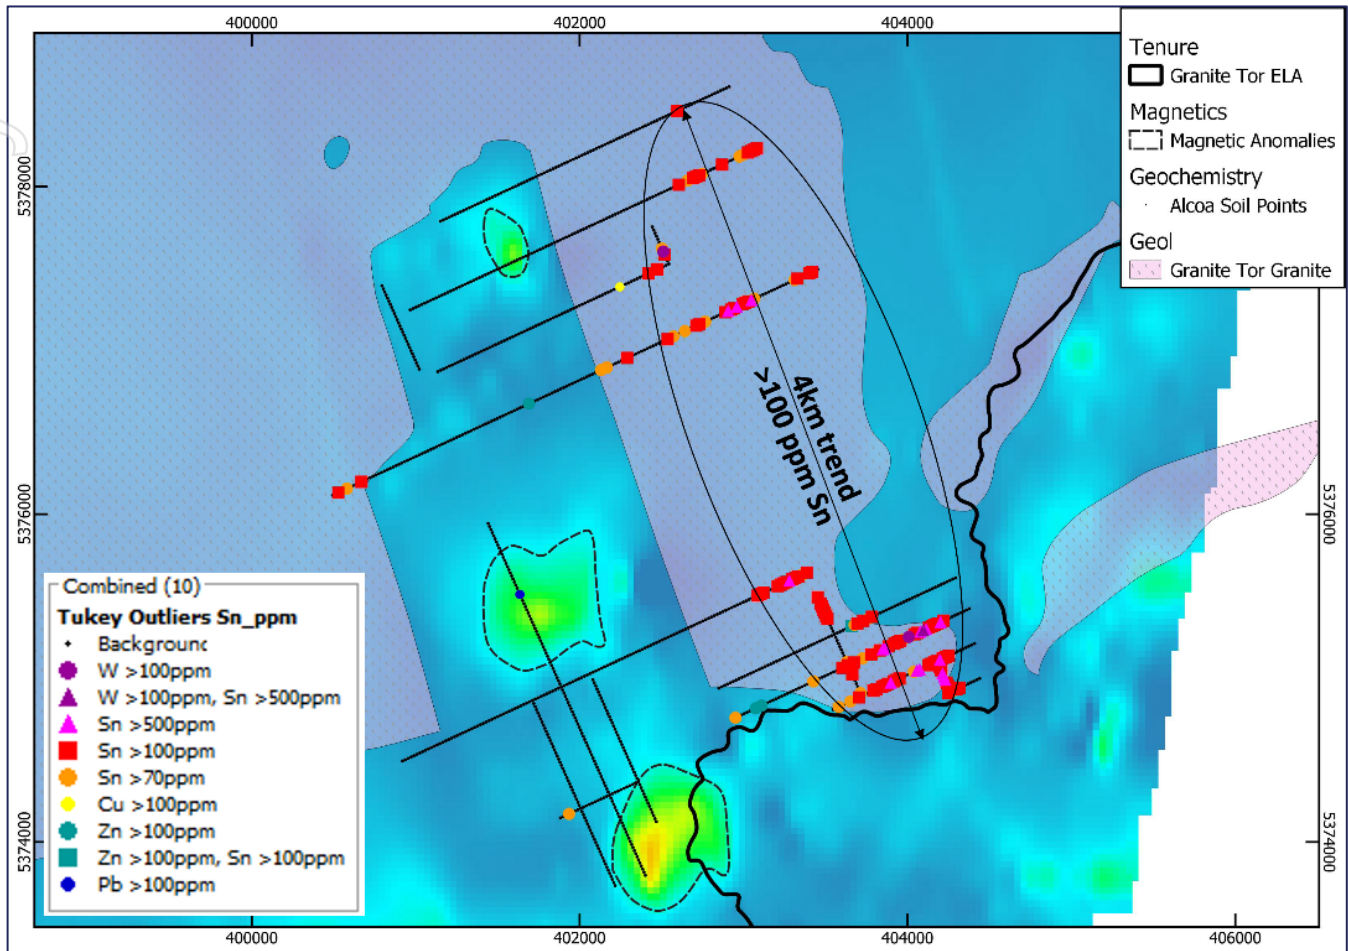 400000
402000
404000
Tenure
Granite Tor ELA
Magnetics
Magnetic Anomalies
Geochemistry
Alcoa Soil Points
Geol
Granite Tor Granite
5378000
5376000
5374000
4km trend
>100 ppm Sn
5376000
5374000
Combined (10)
Tukey Outliers Sn_ppm
Background
W >100ppm
W >100ppm, Sn >500ppm
Sn >500ppm
Sn >100ppm
Sn >70ppm
Cu >100ppm
Zn >100ppm
Zn >100ppm, Sn >100ppm
Pb >100ppm
400000
402000
404000
406000